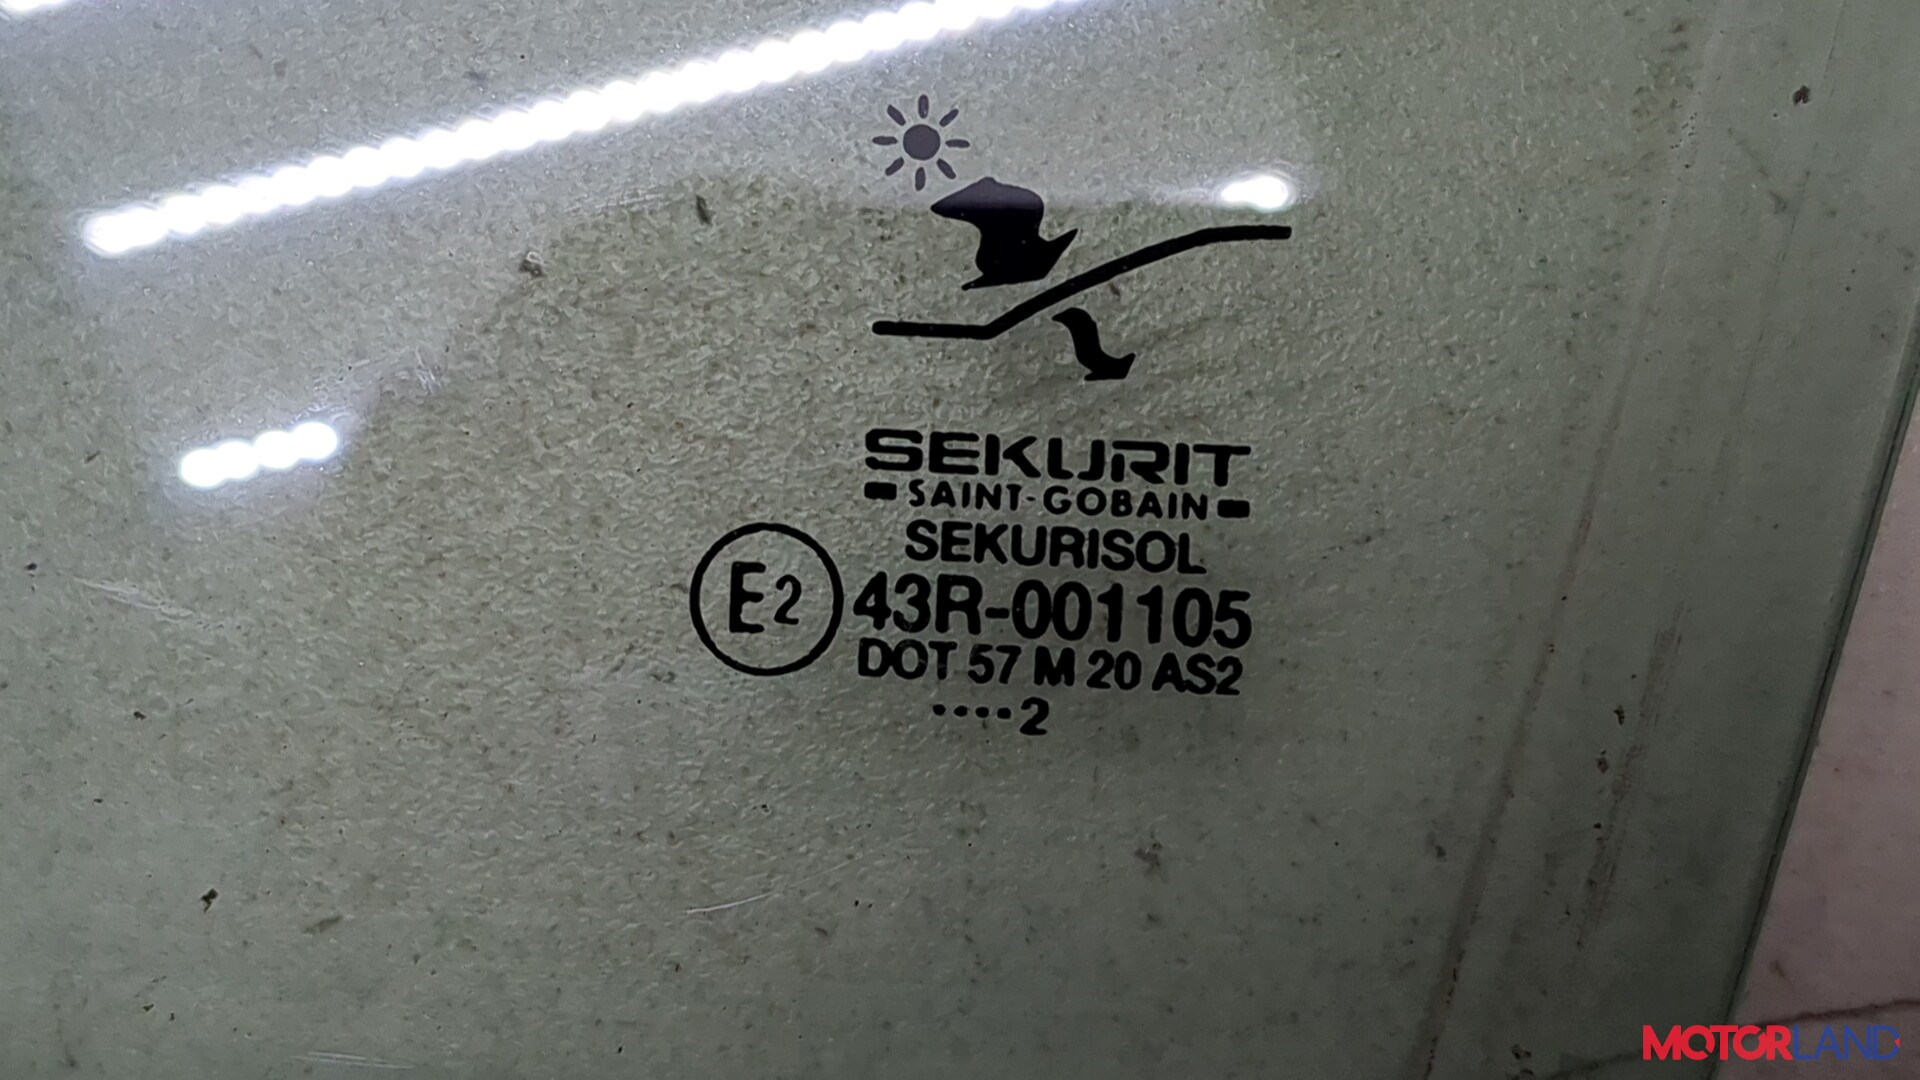 SEKURIT
SAINT-GOBAIN
SEKURISOL
E2 43R-001105
DOT 57 M 20 AS2
....2
MOTORLAND